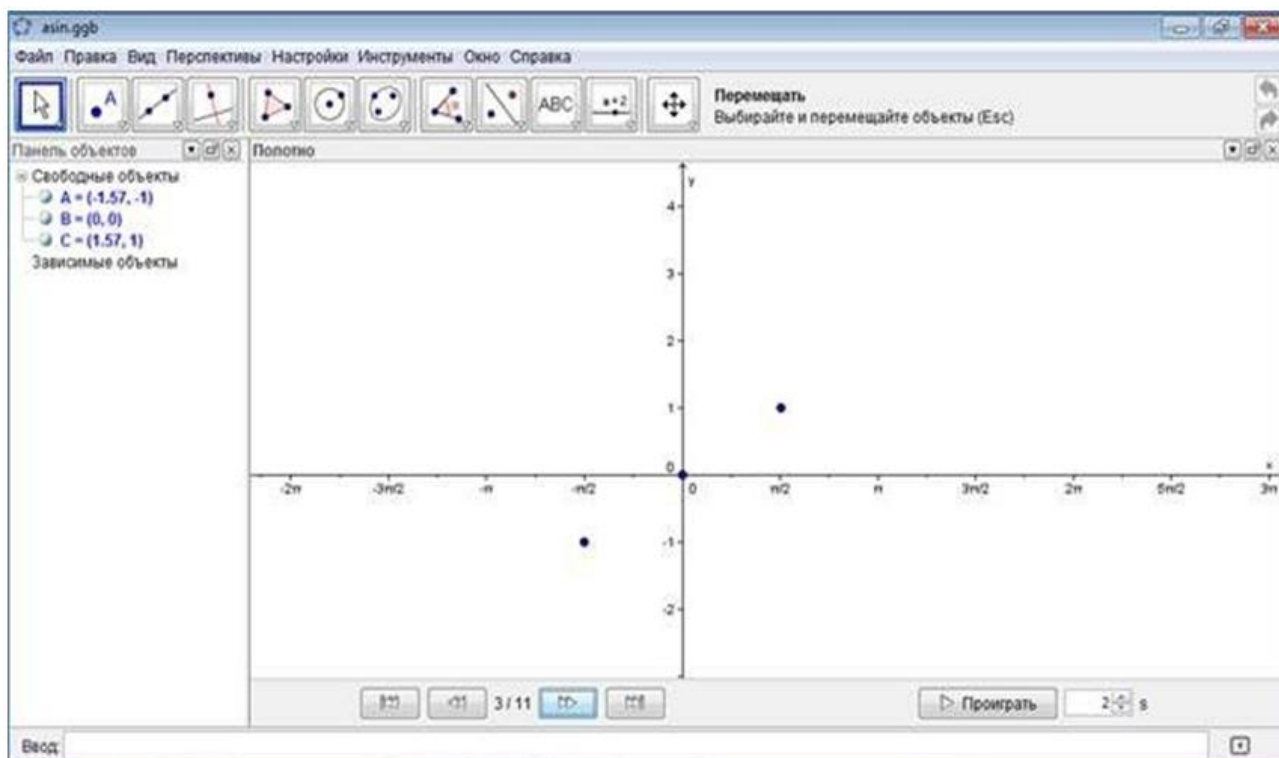 asin.ggb
Файл Правка Вид Перспективы Настройки Инструменты Окно Справка
A ABC a=2 Перемещать
Выбирайте и перемещайте объекты (Esc)
Панель объектов Полотно
Свободные объекты
A = (-1.57, -1)
B = (0, 0)
C = (1.57, 1)
Зависимые объекты
y
4
3
2
1
0 x
-2π -3π/2 -π -π/2 0 π/2 π 3π/2 2π 5π/2 3π
-1
-2
3 / 11 Проиграть 2 s
Ввод: